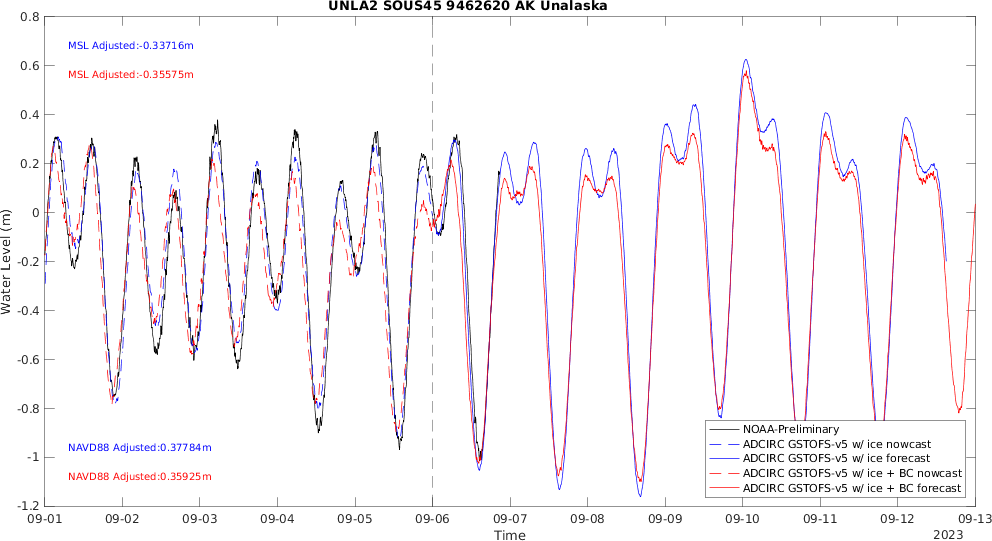 UNLA2 SOUS45 9462620 AK Unalaska
0.8
0.6
0.4
0.2
0
-0.2
-0.4
-0.6
-0.8
-1
-1.2
Water Level (m)
MSL Adjusted:-0.33716m
MSL Adjusted:-0.35575m
NAVD88 Adjusted:0.37784m
NAVD88 Adjusted:0.35925m
NOAA-Preliminary
ADCIRC GSTOFS-v5 w/ ice nowcast
ADCIRC GSTOFS-v5 w/ ice forecast
ADCIRC GSTOFS-v5 w/ ice + BC nowcast
ADCIRC GSTOFS-v5 w/ ice + BC forecast
09-01 09-02 09-03 09-04 09-05 09-06 09-07 09-08 09-09 09-10 09-11 09-12 09-13
Time
2023